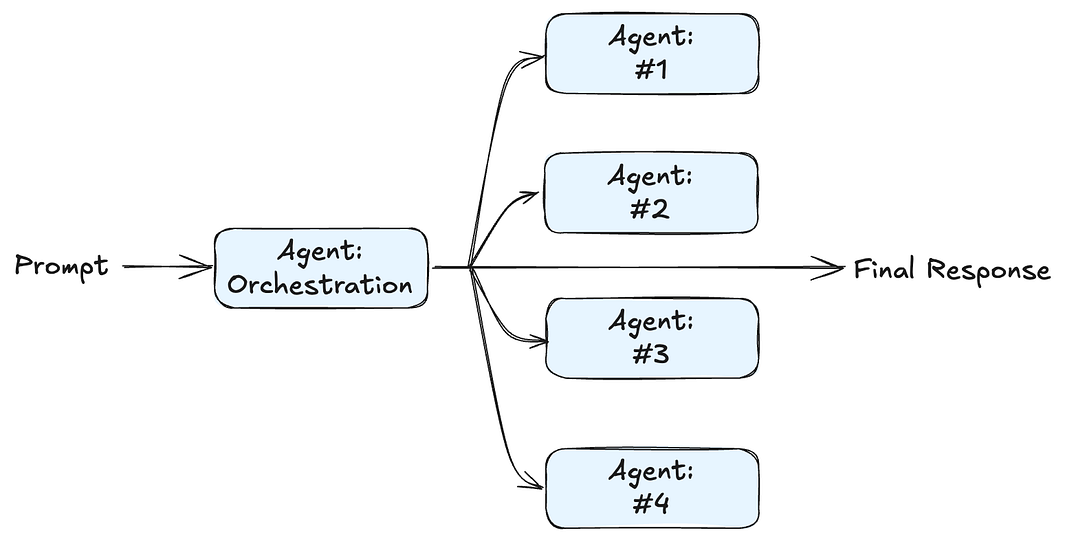 Agent:
#1
Agent:
#2
Prompt
Agent:
Orchestration
Final Response
Agent:
#3
Agent:
#4